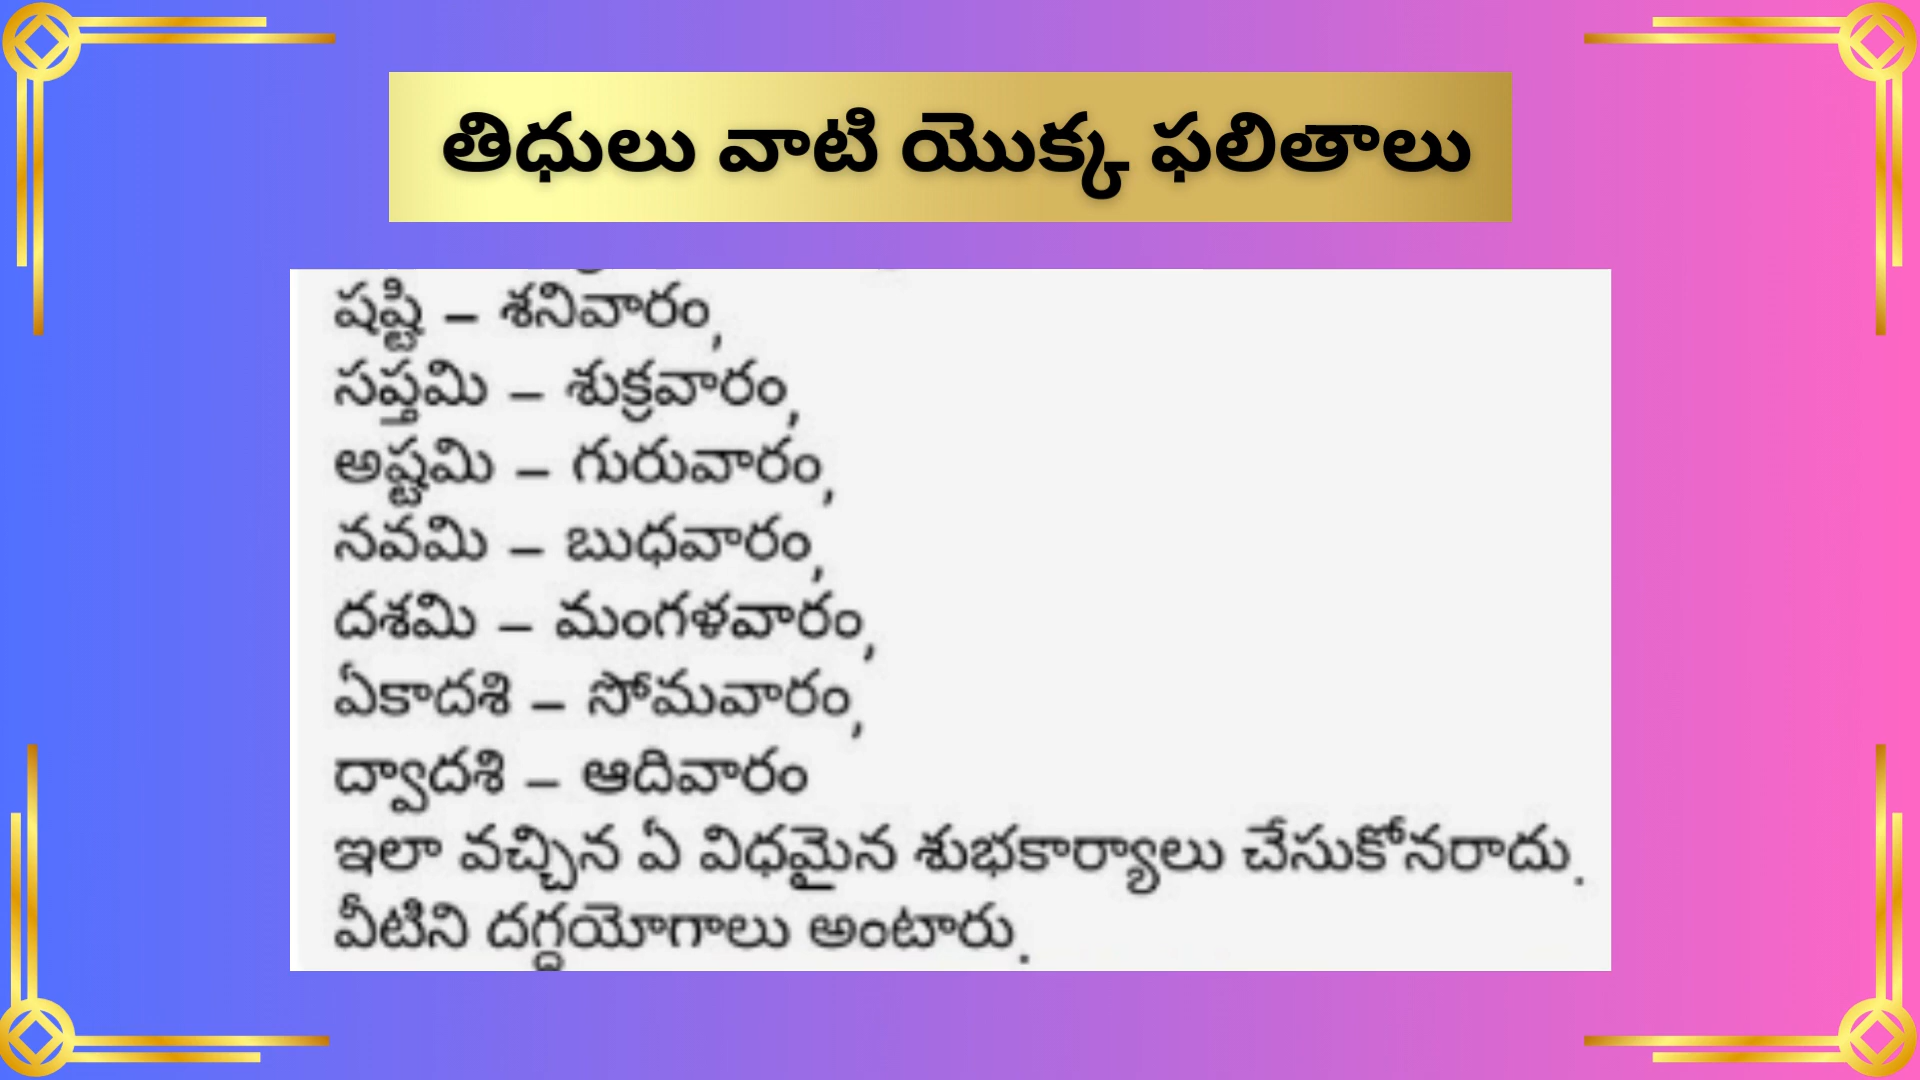 తిధులు వాటి యొక్క ఫలితాలు
షష్టి – శనివారం,
సప్తమి – శుక్రవారం,
అష్టమి – గురువారం,
నవమి – బుధవారం,
దశమి – మంగళవారం,
ఏకాదశి – సోమవారం,
ద్వాదశి – ఆదివారం
ఇలా వచ్చిన ఏ విధమైన శుభకార్యాలు చేసుకోనరాదు.
వీటిని దగ్దయోగాలు అంటారు.